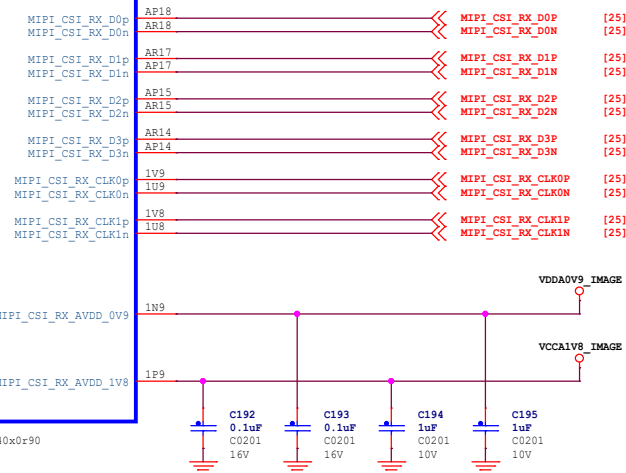 MIPI_CSI_RX_D0p AP18 MIPI_CSI_RX_D0P [25]
MIPI_CSI_RX_D0n AR18 MIPI_CSI_RX_D0N [25]
MIPI_CSI_RX_D1p AR17 MIPI_CSI_RX_D1P [25]
MIPI_CSI_RX_D1n AP17 MIPI_CSI_RX_D1N [25]
MIPI_CSI_RX_D2p AP15 MIPI_CSI_RX_D2P [25]
MIPI_CSI_RX_D2n AR15 MIPI_CSI_RX_D2N [25]
MIPI_CSI_RX_D3p AR14 MIPI_CSI_RX_D3P [25]
MIPI_CSI_RX_D3n AP14 MIPI_CSI_RX_D3N [25]
MIPI_CSI_RX_CLK0p 1V9 MIPI_CSI_RX_CLK0P [25]
MIPI_CSI_RX_CLK0n 1U9 MIPI_CSI_RX_CLK0N [25]
MIPI_CSI_RX_CLK1p 1V8 MIPI_CSI_RX_CLK1P [25]
MIPI_CSI_RX_CLK1n 1U8 MIPI_CSI_RX_CLK1N [25]
VDDA0V9_IMAGE
MIPI_CSI_RX_AVDD_0V9 1N9
VCCA1V8_IMAGE
MIPI_CSI_RX_AVDD_1V8 1P9
C192 C193 C194 C195
0.1uF 0.1uF 1uF 1uF
C0201 C0201 C0201 C0201
16V 16V 10V 10V